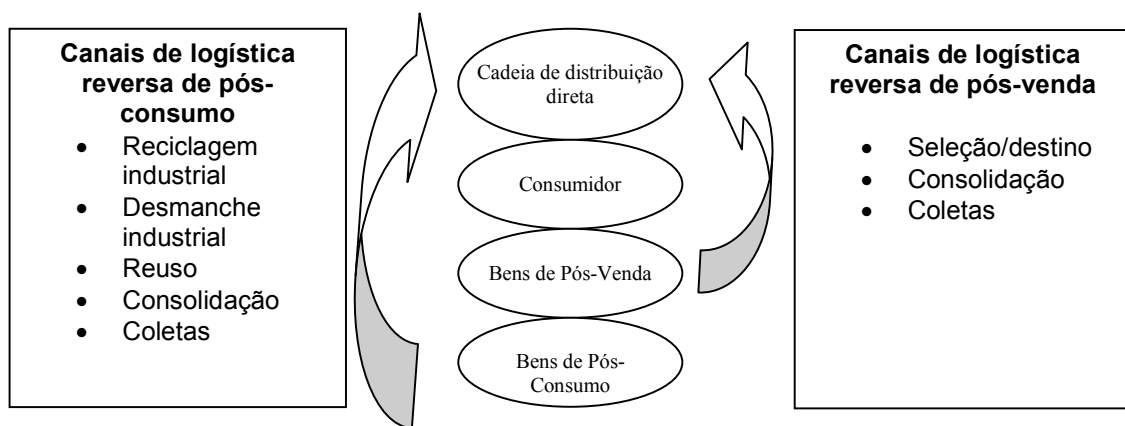 Canais de logística
reversa de pós-
consumo
• Reciclagem
industrial
• Desmanche
industrial
• Reuso
• Consolidação
• Coletas
Cadeia de distribuição
direta
Consumidor
Bens de Pós-Venda
Bens de Pós-
Consumo
Canais de logística
reversa de pós-venda
• Seleção/destino
• Consolidação
• Coletas